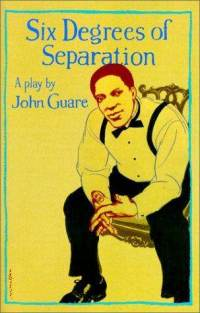 Six Degrees of
Separation
A play by
John Guare